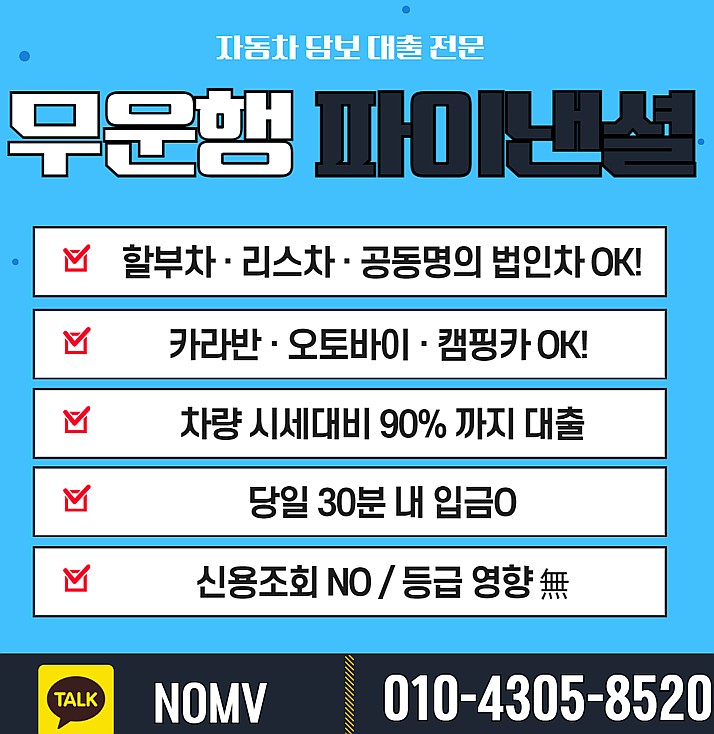 자동차 담보 대출 전문
무운행 파이낸셜
할부차 · 리스차 · 공동명의 법인차 OK!
카라반 · 오토바이 · 캠핑카 OK!
차량 시세대비 90% 까지 대출
당일 30분 내 입금O
신용조회 NO / 등급 영향 無
TALK NOMV 010-4305-8520